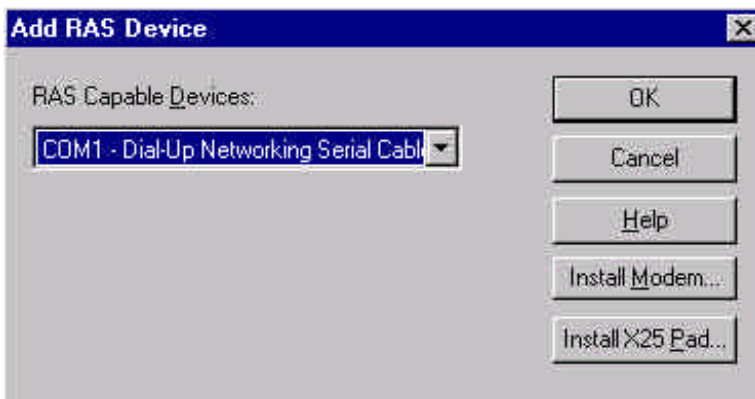 Add RAS Device
RAS Capable Devices:
COM1 - Dial-Up Networking Serial Cabl
OK
Cancel
Help
Install Modem...
Install X25 Pad...